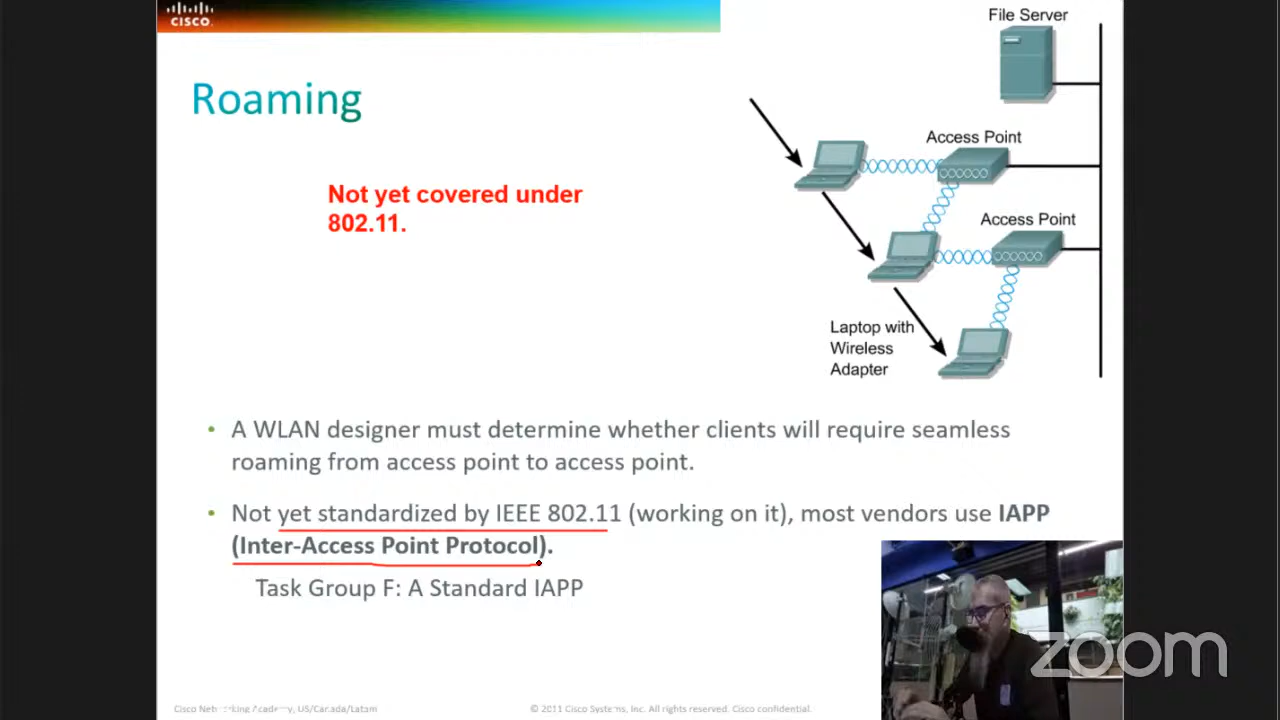 CISCO
File Server
Roaming
Access Point
Not yet covered under
802.11.
Access Point
Laptop with
Wireless
Adapter
• A WLAN designer must determine whether clients will require seamless
roaming from access point to access point.
• Not yet standardized by IEEE 802.11 (working on it), most vendors use IAPP
(Inter-Access Point Protocol).
Task Group F: A Standard IAPP
zoom
Cisco Networking Academy, US/Canada/Latam
© 2011 Cisco Systems, Inc. All rights reserved. Cisco confidential.